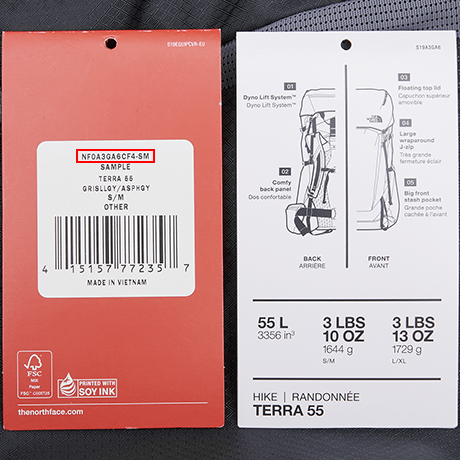 S19EQUIPCVR-EU
NF0A3GA6CF4-SM
SAMPLE
TERRA 55
GRISLLGY/ASPHGY
S/M
OTHER
4 15157 77235 7
MADE IN VIETNAM
FSC
MIX
Paper
PRINTED WITH
SOY INK
thenorthface.com
S19A3GA6
01
Dyno Lift System™
Dyno Lift System™
02
Comfy
back panel
Dos confortable
BACK
ARRIÈRE
03
Floating top lid
Capuchon supérieur
amovible
04
Large
wraparound
J-zip
Très grande
fermeture éclair
05
Big front
stash pocket
Grande poche
cachée à l'avant
FRONT
AVANT
55 L
3356 in³
3 LBS
10 OZ
1644 g
S/M
3 LBS
13 OZ
1729 g
L/XL
HIKE | RANDONNÉE
TERRA 55